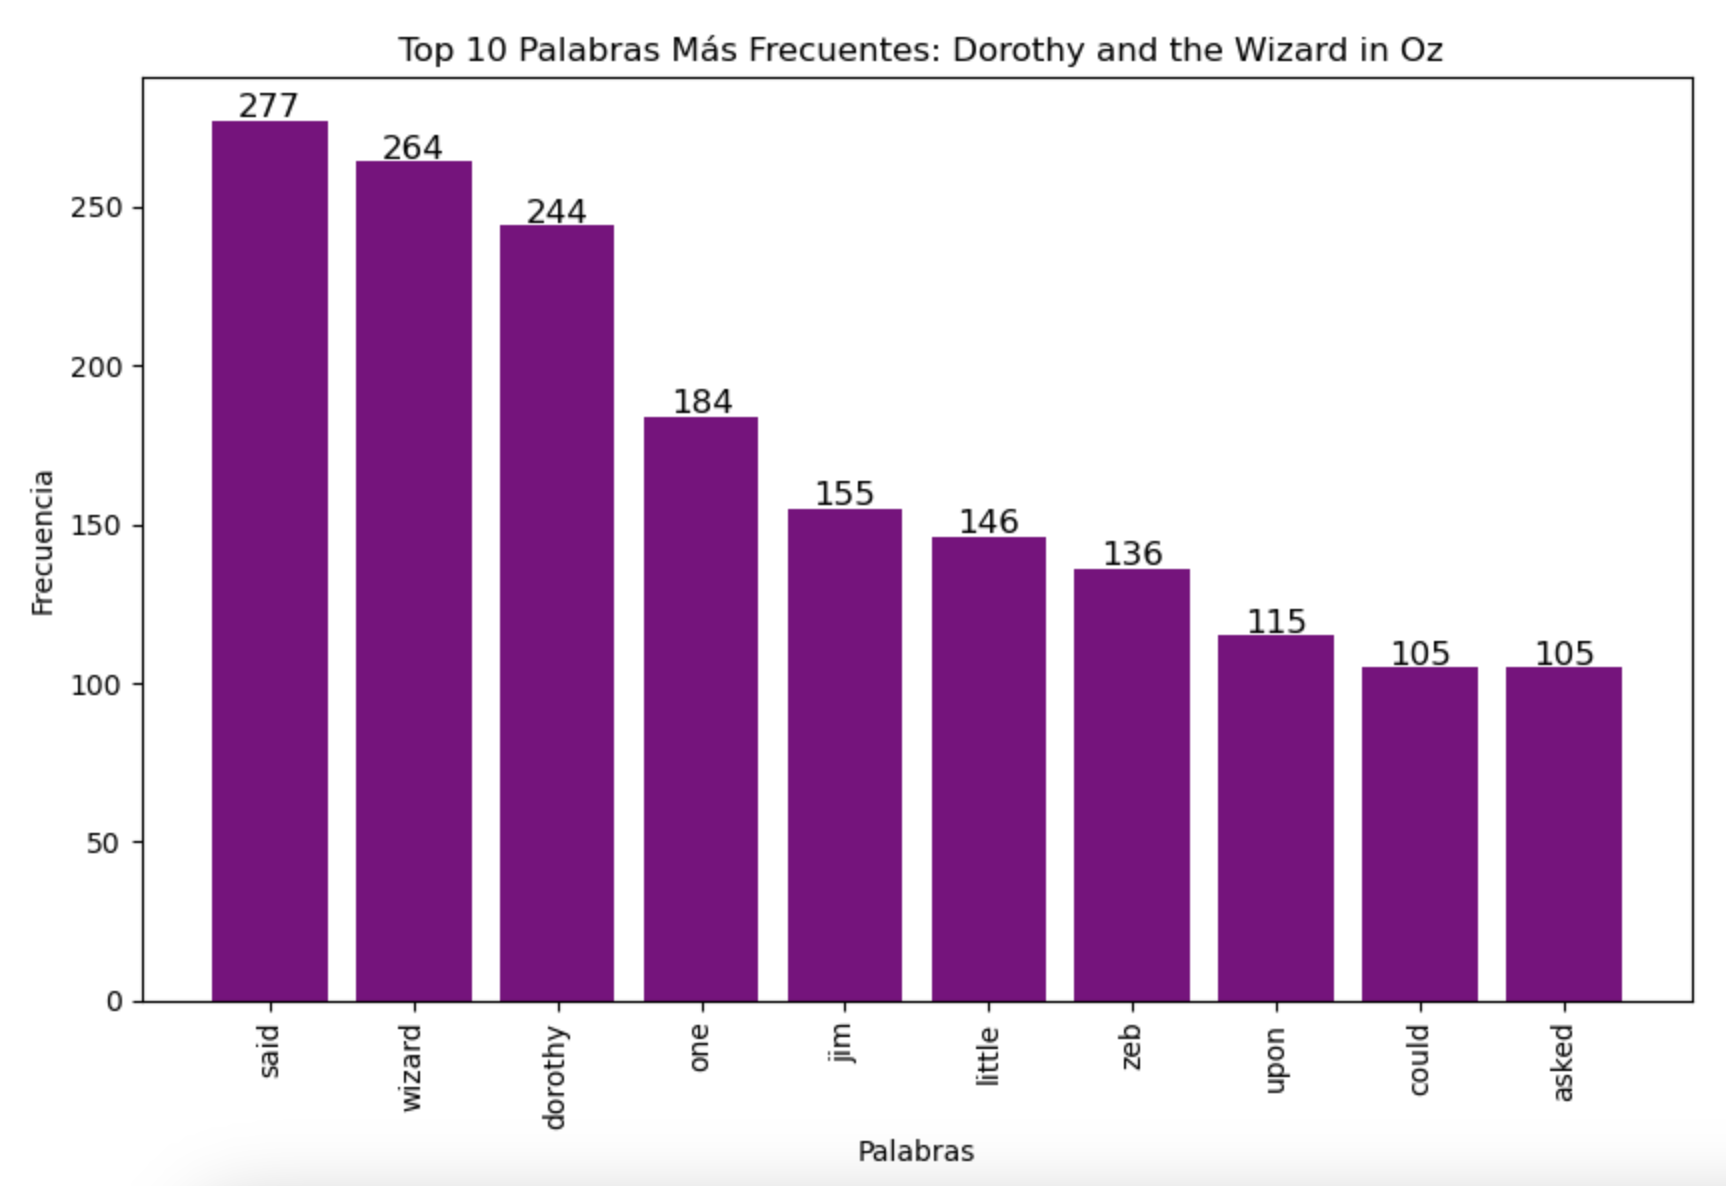 Top 10 Palabras Más Frecuentes: Dorothy and the Wizard in Oz
277
264
244
184
155
146
136
115
105
105
Frecuencia
250
200
150
100
50
0
said
wizard
dorothy
one
jim
little
zeb
upon
could
asked
Palabras